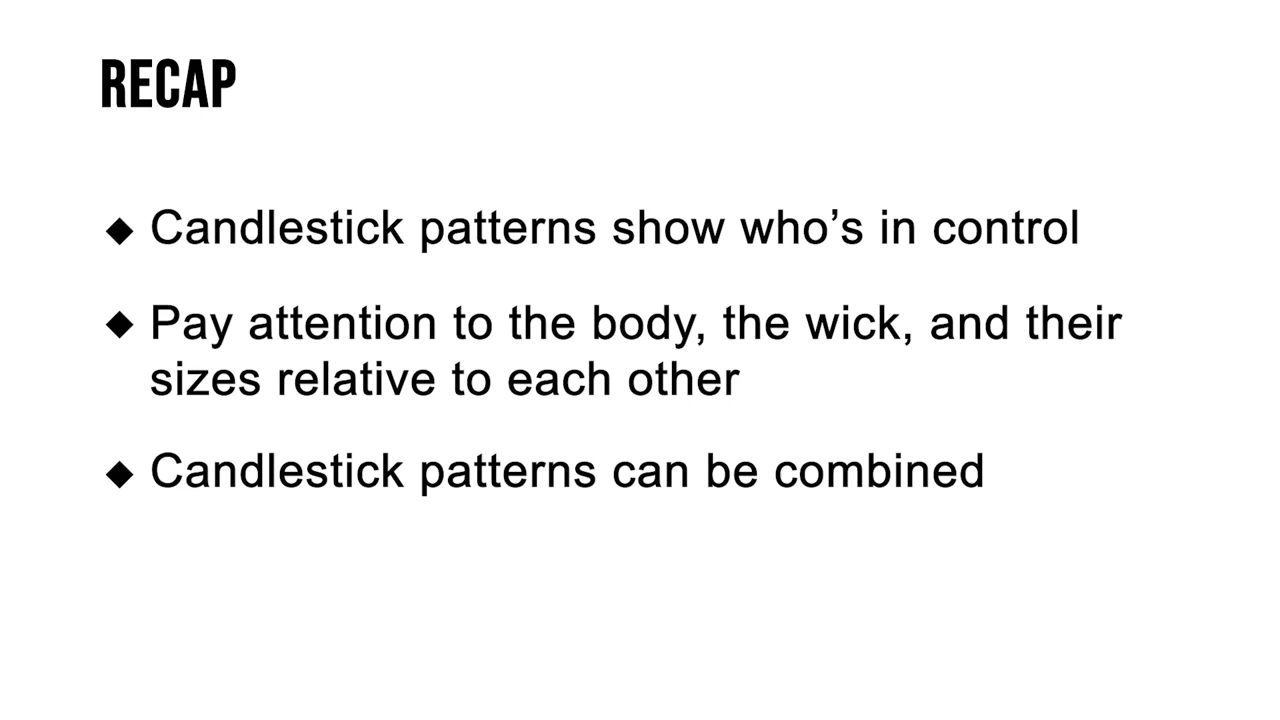 RECAP
◆ Candlestick patterns show who’s in control
◆ Pay attention to the body, the wick, and their
sizes relative to each other
◆ Candlestick patterns can be combined